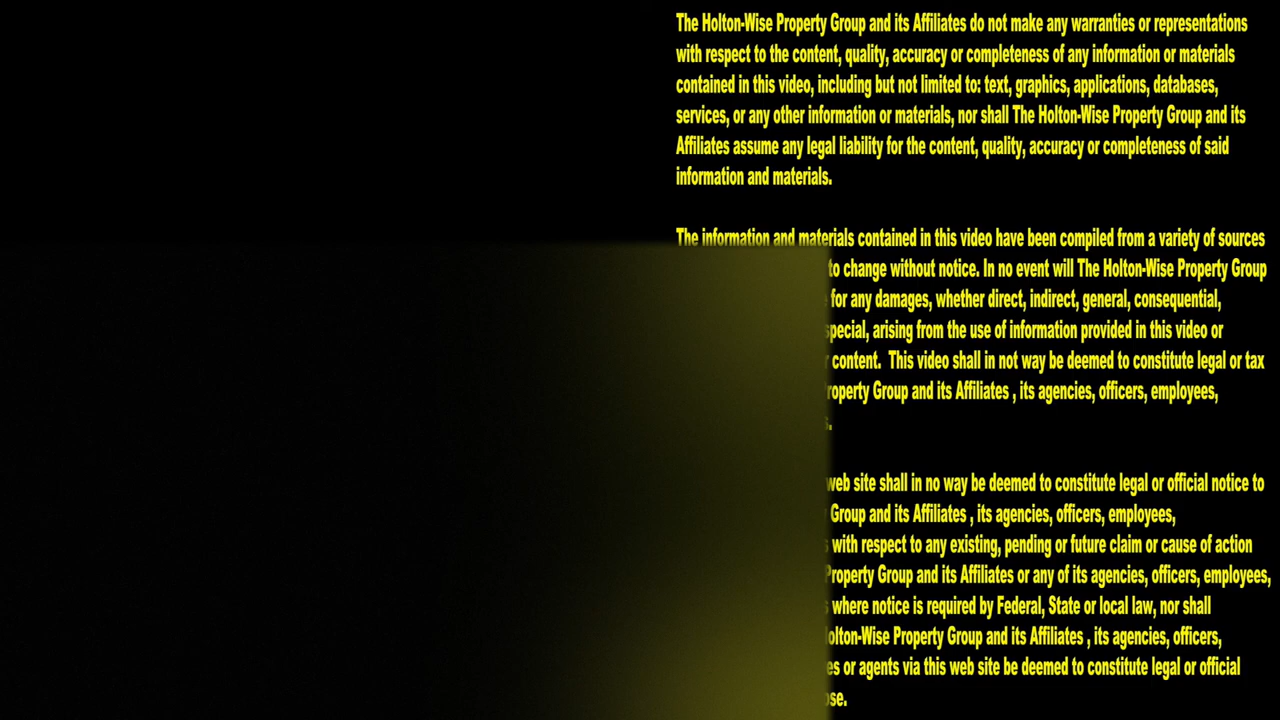 The Holton-Wise Property Group and its Affiliates do not make any warranties or representations
with respect to the content, quality, accuracy or completeness of any information or materials
contained in this video, including but not limited to: text, graphics, applications, databases,
services, or any other information or materials, nor shall The Holton-Wise Property Group and its
Affiliates assume any legal liability for the content, quality, accuracy or completeness of said
information and materials.
The information and materials contained in this video have been compiled from a variety of sources
to change without notice. In no event will The Holton-Wise Property Group
for any damages, whether direct, indirect, general, consequential,
special, arising from the use of information provided in this video or
content. This video shall in not way be deemed to constitute legal or tax
Group and its Affiliates , its agencies, officers, employees,
web site shall in no way be deemed to constitute legal or official notice to
Group and its Affiliates , its agencies, officers, employees,
with respect to any existing, pending or future claim or cause of action
Property Group and its Affiliates or any of its agencies, officers, employees,
where notice is required by Federal, State or local law, nor shall
Property Group and its Affiliates , its agencies, officers,
or agents via this web site be deemed to constitute legal or official